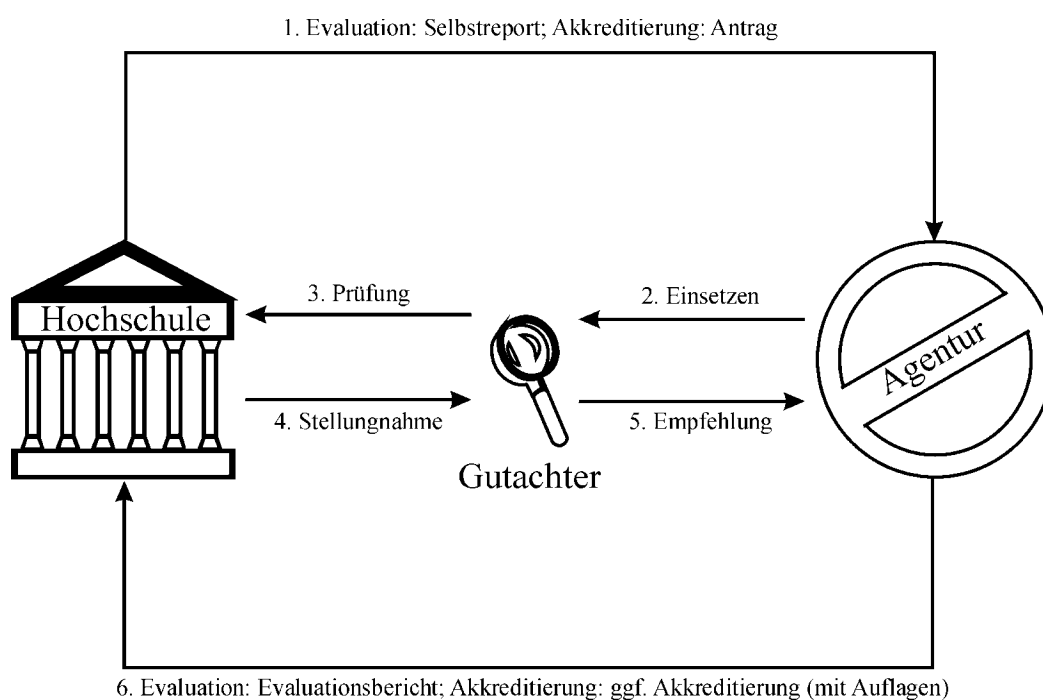 1. Evaluation: Selbstreport; Akkreditierung: Antrag
3. Prüfung
2. Einsetzen
Hochschule
Agentur
4. Stellungnahme
5. Empfehlung
Gutachter
6. Evaluation: Evaluationsbericht; Akkreditierung: ggf. Akkreditierung (mit Auflagen)